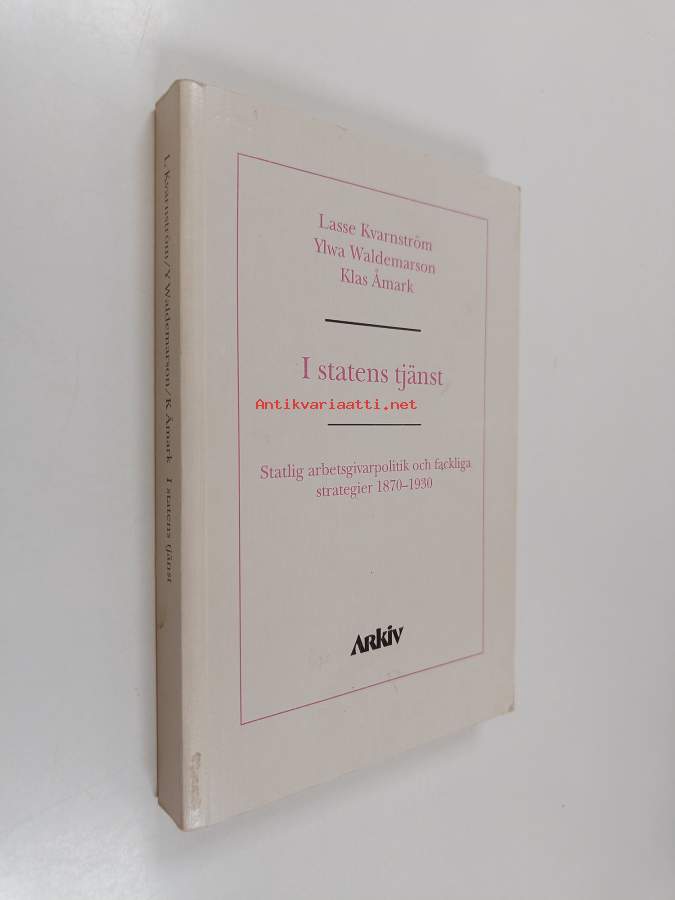 L Kvarnström/Y Waldemarson/K Åmark I statens tjänst
Lasse Kvarnström
Ylwa Waldemarson
Klas Åmark
I statens tjänst
Antikvariaatti.net
Statlig arbetsgivarpolitik och fackliga
strategier 1870–1930
ARKIV